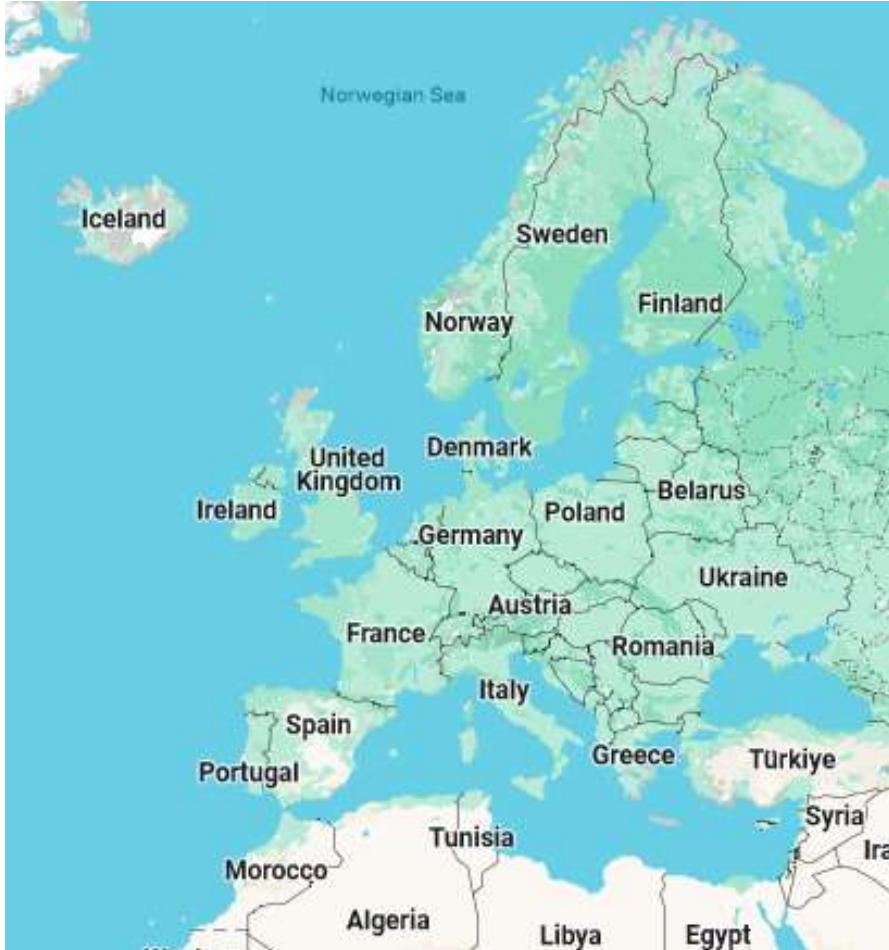 Norwegian Sea
Iceland
Sweden
Finland
Norway
Denmark
United
Kingdom
Belarus
Ireland
Poland
Germany
Ukraine
Austria
France
Romania
Italy
Spain
Greece
Türkiye
Portugal
Syria
Tunisia
Ira
Morocco
Algeria
Libya
Egypt